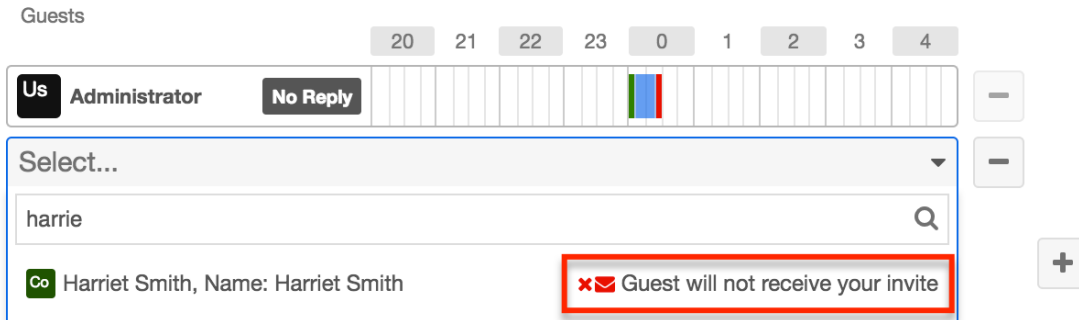 Guests
20 21 22 23 0 1 2 3 4
Us Administrator No Reply
Select...
harrie
Co Harriet Smith, Name: Harriet Smith Guest will not receive your invite